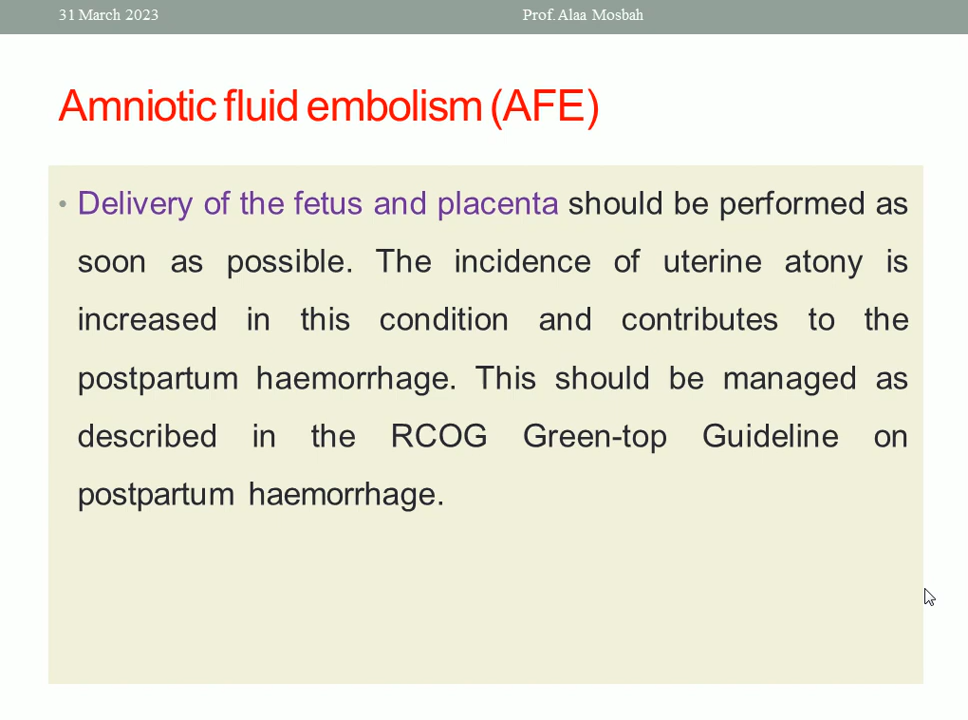 31 March 2023 Prof. Alaa Mosbah
Amniotic fluid embolism (AFE)
• Delivery of the fetus and placenta should be performed as
soon as possible. The incidence of uterine atony is
increased in this condition and contributes to the
postpartum haemorrhage. This should be managed as
described in the RCOG Green-top Guideline on
postpartum haemorrhage.